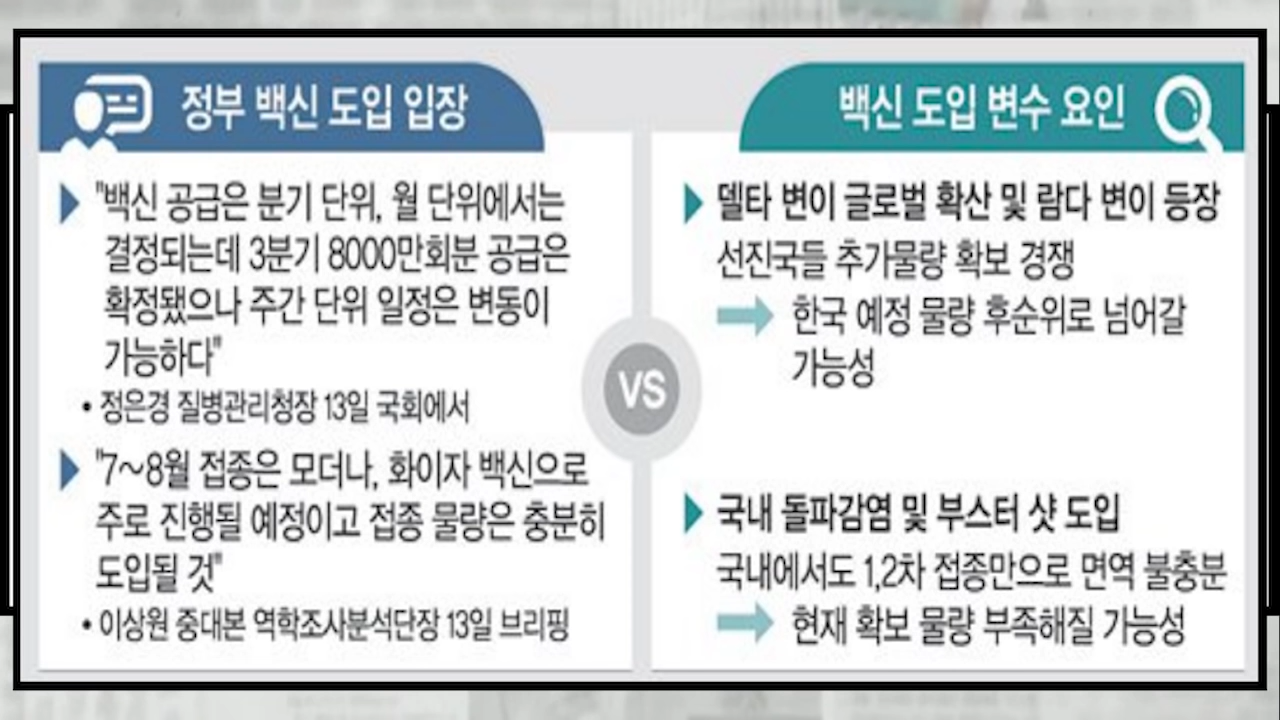 정부 백신 도입 입장
"백신 공급은 분기 단위, 월 단위에서는
결정되는데 3분기 8000만회분 공급은
확정됐으나 주간 단위 일정은 변동이
가능하다"
• 정은경 질병관리청장 13일 국회에서
"7~8월 접종은 모더나, 화이자 백신으로
주로 진행될 예정이고 접종 물량은 충분히
도입될 것"
• 이상원 중대본 역학조사분석단장 13일 브리핑
VS
백신 도입 변수 요인
델타 변이 글로벌 확산 및 람다 변이 등장
선진국들 추가물량 확보 경쟁
한국 예정 물량 후순위로 넘어갈
가능성
국내 돌파감염 및 부스터 샷 도입
국내에서도 1,2차 접종만으로 면역 불충분
현재 확보 물량 부족해질 가능성